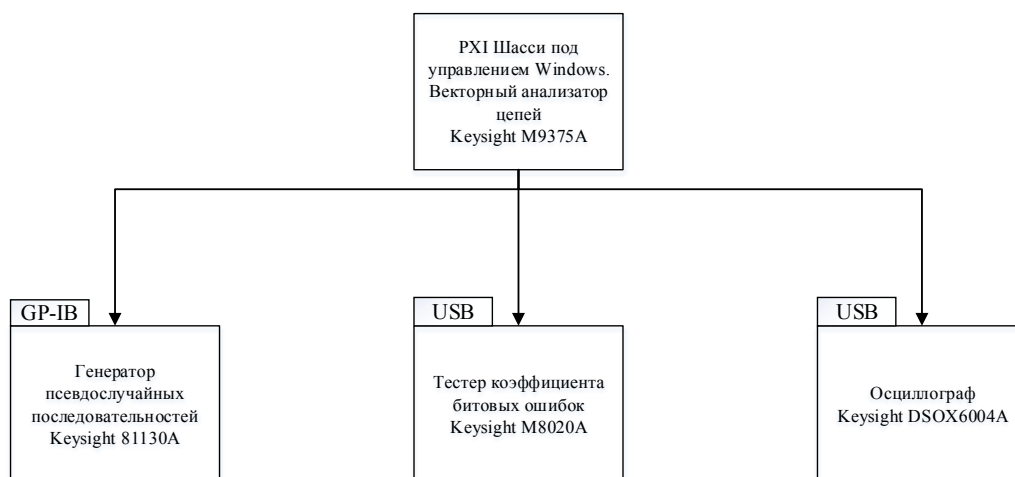 PXI Шасси под
управлением Windows.
Векторный анализатор
цепей
Keysight M9375A
GP-IB
Генератор
псевдослучайных
последовательностей
Keysight 81130A
USB
Тестер коэффициента
битовых ошибок
Keysight M8020A
USB
Осциллограф
Keysight DSOX6004A